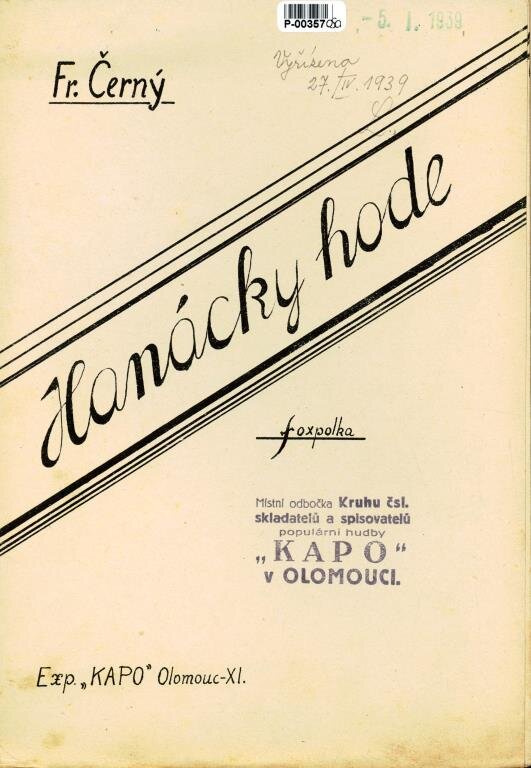 P-00357
- 5. I. 1939
Vyřízena
27./IV. 1939
Fr. Černý
Hanácky hode
foxpolka
Místní odbočka Kruhu čsl.
skladatelů a spisovatelů
populární hudby
„KAPO“
v OLOMOUCI.
Exp. „KAPO“ Olomouc-XI.